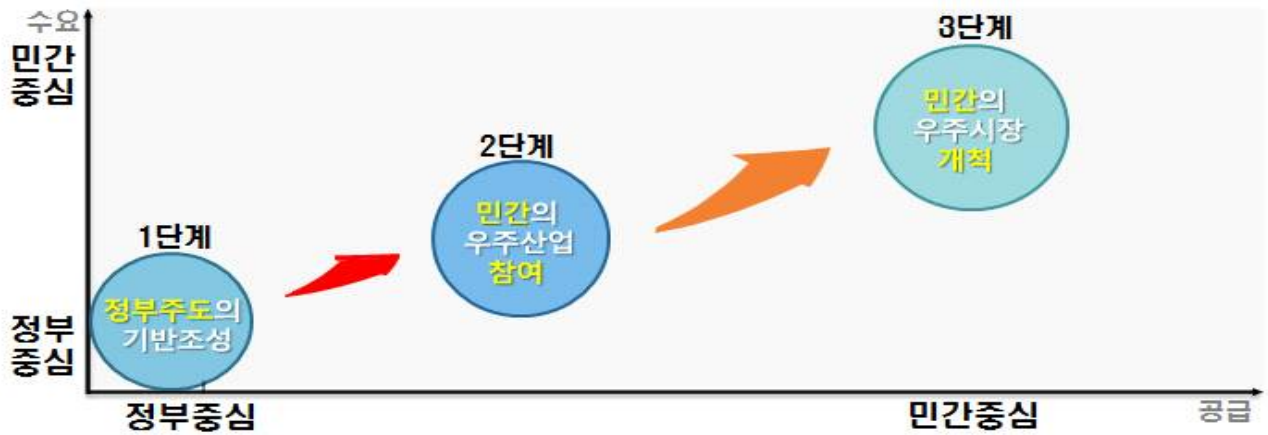 수요
민간
중심
3단계
민간의
우주시장
개척
2단계
민간의
우주산업
참여
1단계
정부주도의
기반조성
정부
중심
정부중심
민간중심
공급